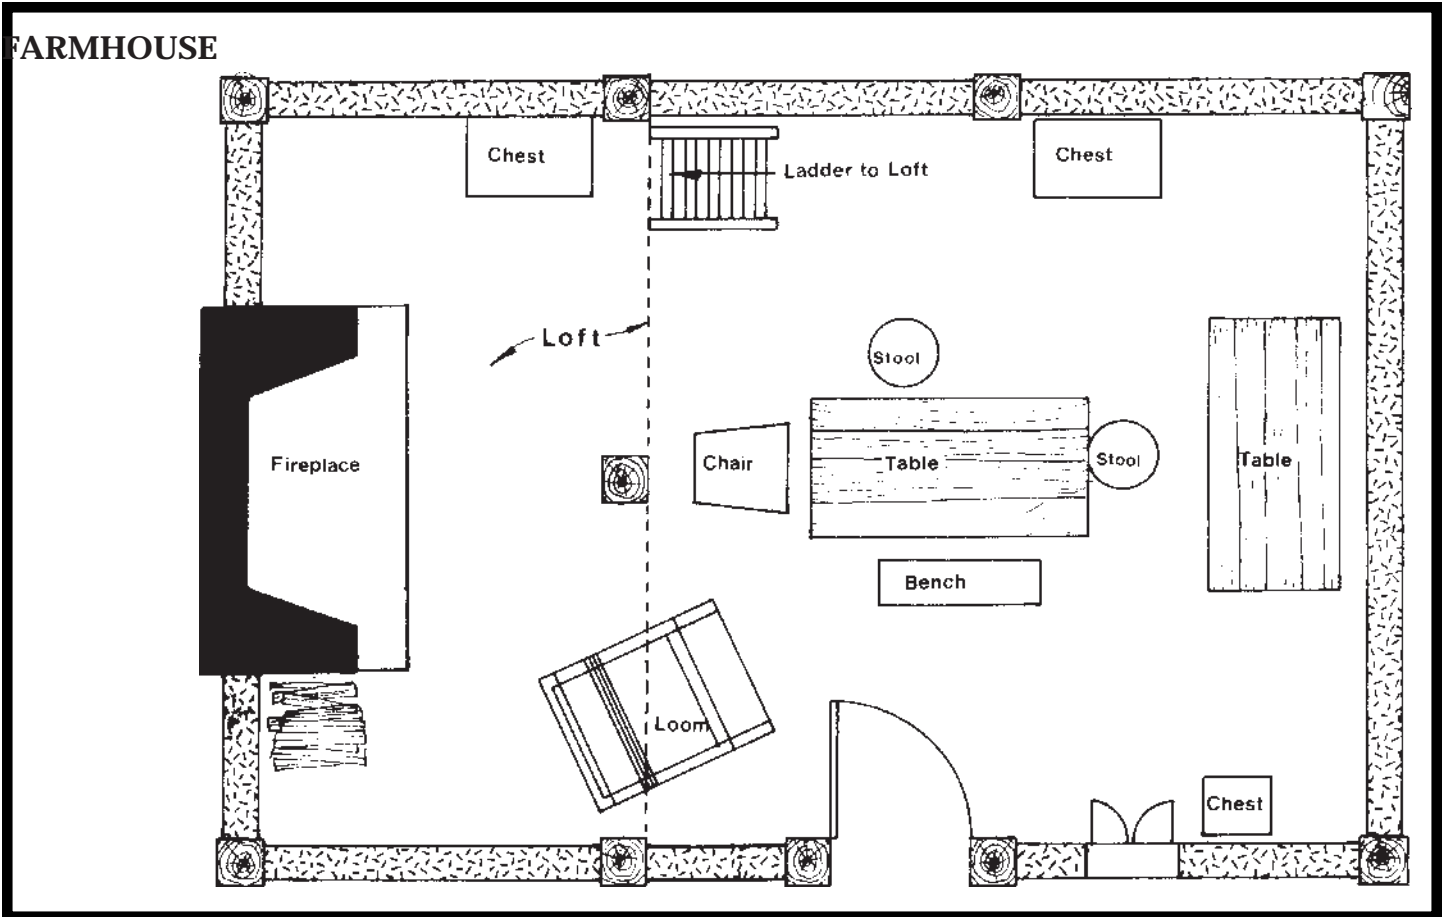 FARMHOUSE
Chest
Ladder to Loft
Chest
Loft
Stool
Fireplace
Chair
Table
Stool
Table
Bench
Loom
Chest